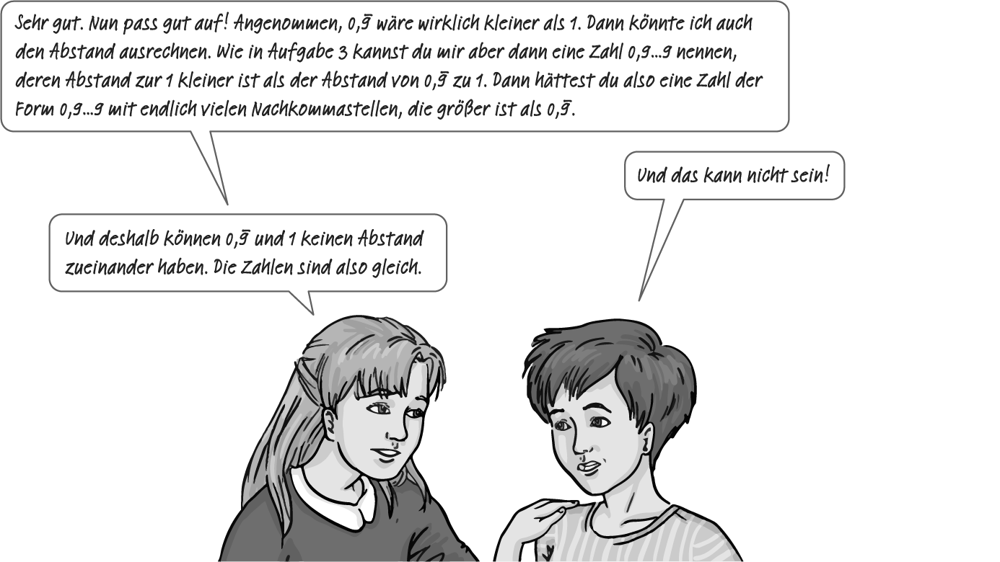 Sehr gut. Nun pass gut auf! Angenommen, 0,9̅ wäre wirklich kleiner als 1. Dann könnte ich auch
den Abstand ausrechnen. Wie in Aufgabe 3 kannst du mir aber dann eine Zahl 0,9...9 nennen,
deren Abstand zur 1 kleiner ist als der Abstand von 0,9̅ zu 1. Dann hättest du also eine Zahl der
Form 0,9...9 mit endlich vielen Nachkommastellen, die größer ist als 0,9̅.
Und das kann nicht sein!
Und deshalb können 0,9̅ und 1 keinen Abstand
zueinander haben. Die Zahlen sind also gleich.